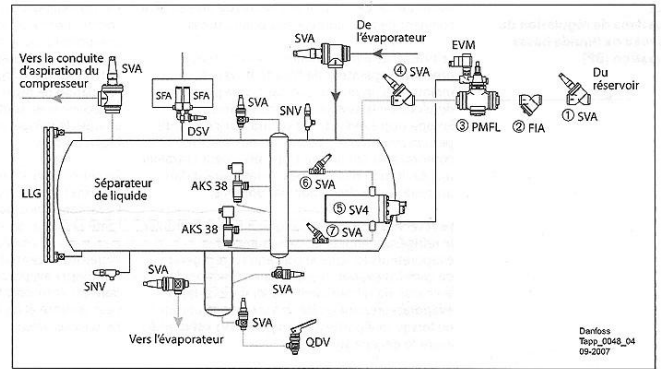 De
l'évaporateur
SVA
EVM
Vers la conduite
d'aspiration du
compresseur
SVA
④ SVA
Du
réservoir
SFA
SFA
SVA
SNV
DSV
③ PMFL
② FIA
① SVA
LLG
Séparateur
de liquide
AKS 38
⑥ SVA
⑤ SV4
AKS 38
⑦ SVA
SNV
SVA
SVA
Vers l'évaporateur
SVA
QDV
Danfoss
Tapp_0048_04
09-2007